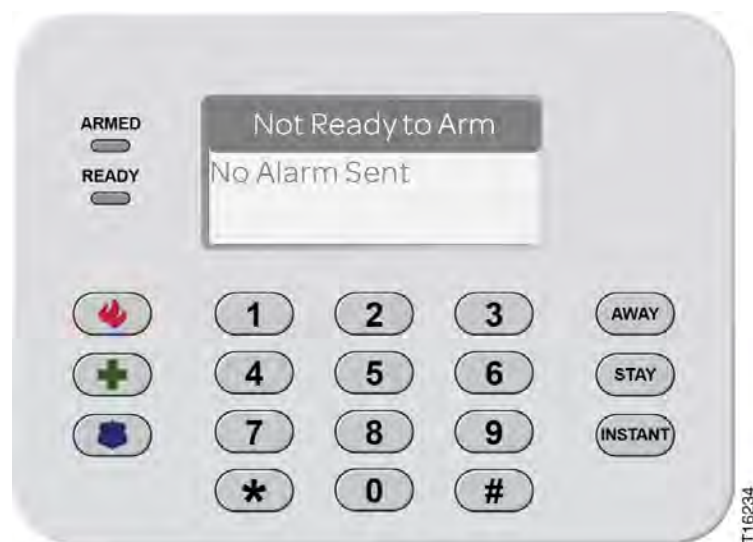 ARMED
READY
Not Ready to Arm
No Alarm Sent
1 2 3 AWAY
4 5 6 STAY
7 8 9 INSTANT
* 0 #
T16234